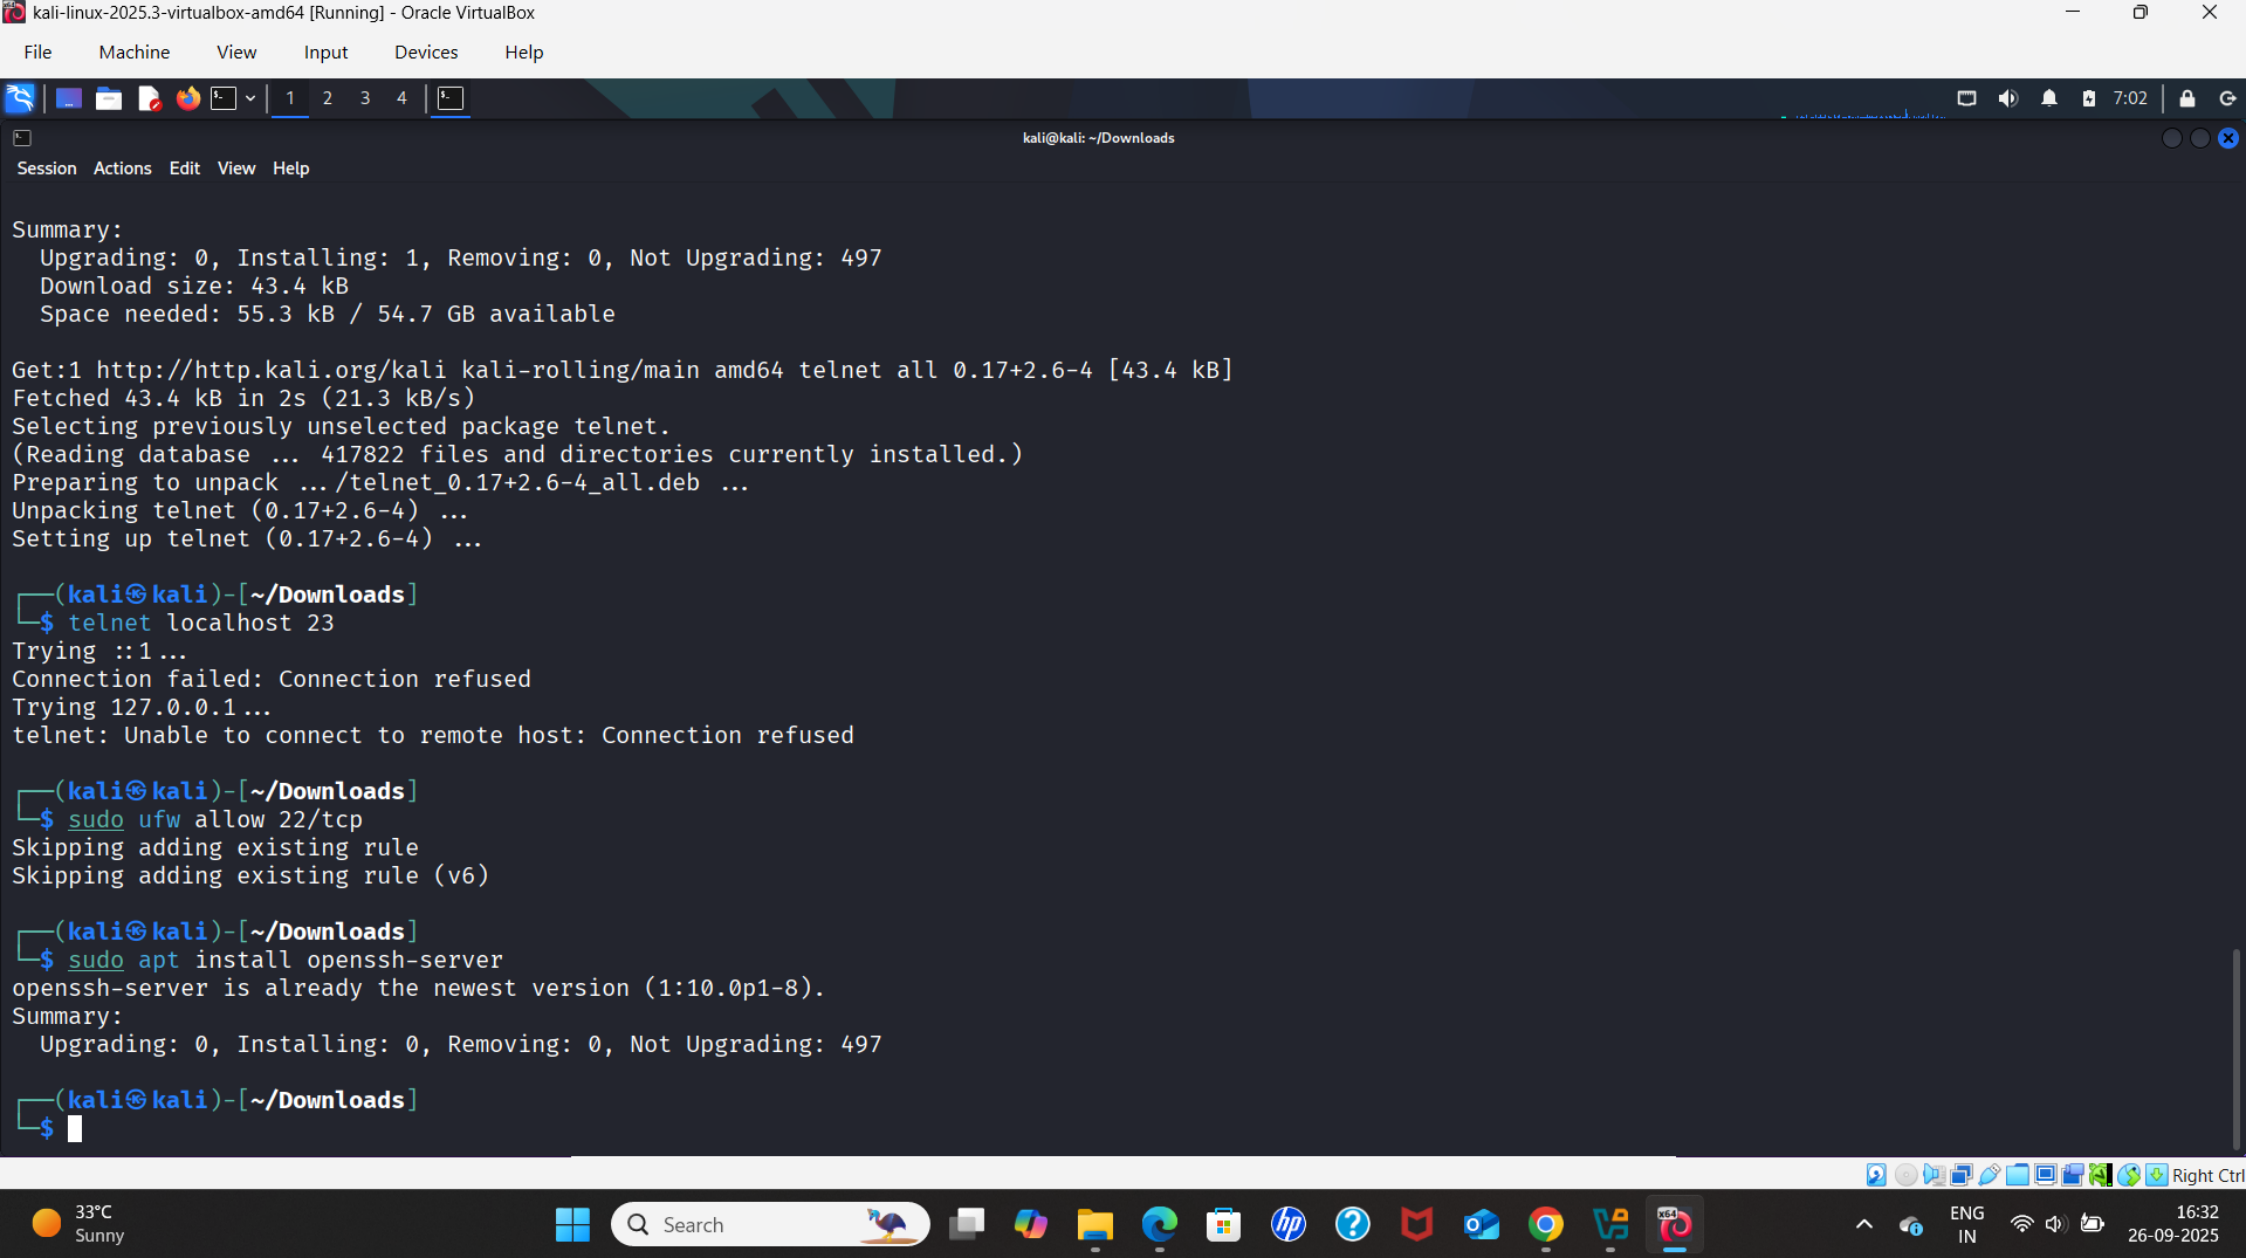 kali-linux-2025.3-virtualbox-amd64 [Running] - Oracle VirtualBox
File Machine View Input Devices Help
1 2 3 4 7:02
kali@kali: ~/Downloads
Session Actions Edit View Help
Summary:
Upgrading: 0, Installing: 1, Removing: 0, Not Upgrading: 497
Download size: 43.4 kB
Space needed: 55.3 kB / 54.7 GB available
Get:1 http://http.kali.org/kali kali-rolling/main amd64 telnet all 0.17+2.6-4 [43.4 kB]
Fetched 43.4 kB in 2s (21.3 kB/s)
Selecting previously unselected package telnet.
(Reading database ... 417822 files and directories currently installed.)
Preparing to unpack .../telnet_0.17+2.6-4_all.deb ...
Unpacking telnet (0.17+2.6-4) ...
Setting up telnet (0.17+2.6-4) ...
┌──(kali㉿kali)-[~/Downloads]
└─$ telnet localhost 23
Trying ::1...
Connection failed: Connection refused
Trying 127.0.0.1...
telnet: Unable to connect to remote host: Connection refused
┌──(kali㉿kali)-[~/Downloads]
└─$ sudo ufw allow 22/tcp
Skipping adding existing rule
Skipping adding existing rule (v6)
┌──(kali㉿kali)-[~/Downloads]
└─$ sudo apt install openssh-server
openssh-server is already the newest version (1:10.0p1-8).
Summary:
Upgrading: 0, Installing: 0, Removing: 0, Not Upgrading: 497
┌──(kali㉿kali)-[~/Downloads]
└─$
Right Ctrl
33°C
Sunny
Search
hp
x64
ENG
IN
16:32
26-09-2025